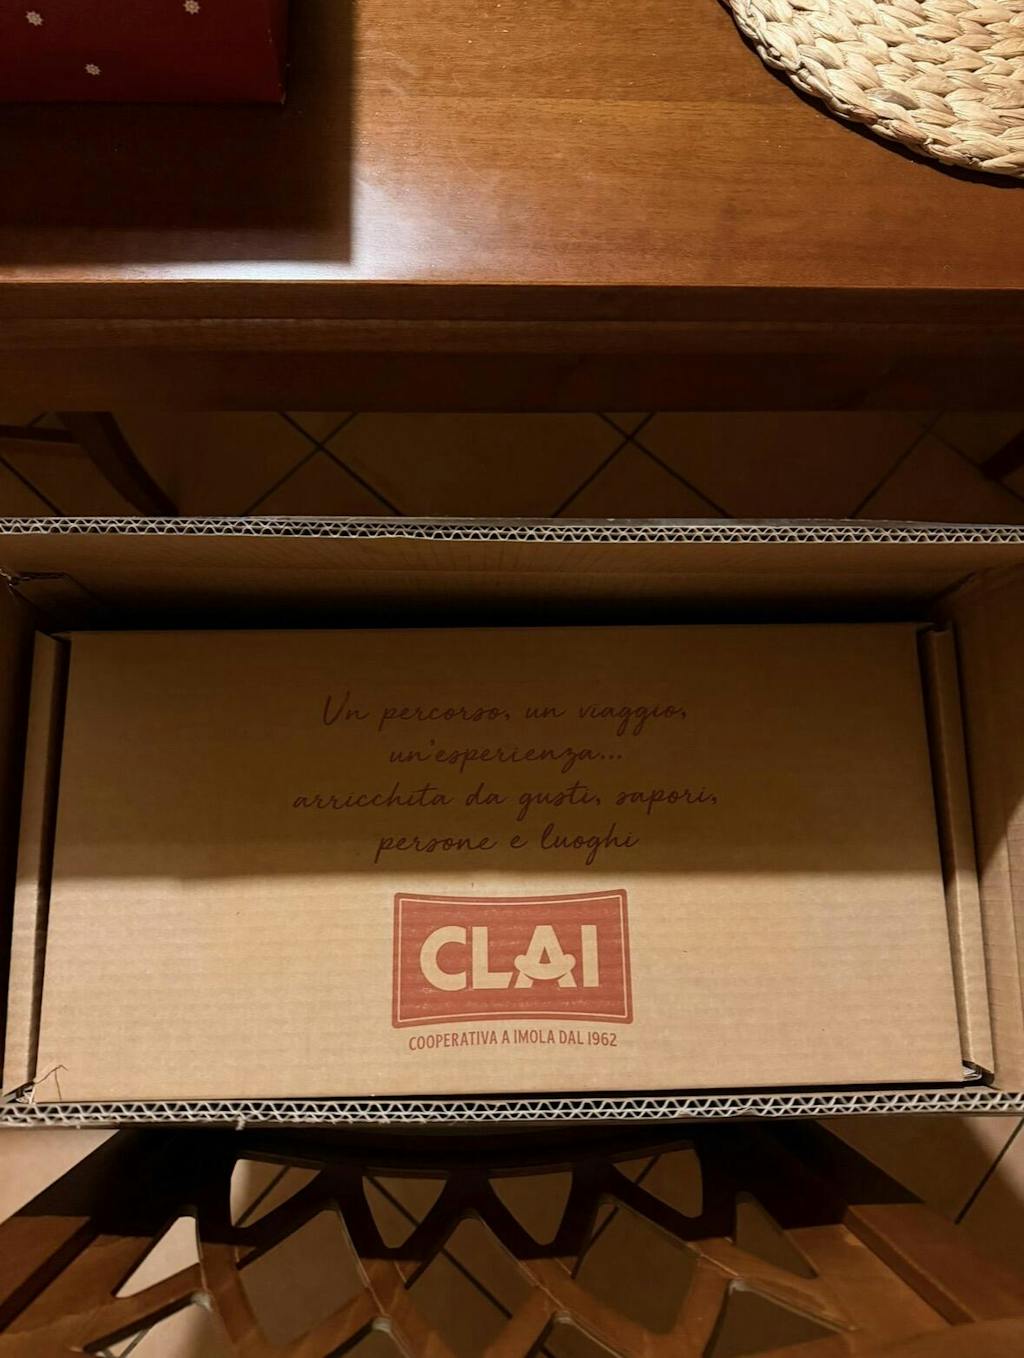 Un percorso, un viaggio,
un'esperienza...
arricchita da gusti, sapori,
persone e luoghi
CLAI
COOPERATIVA A IMOLA DAL 1962